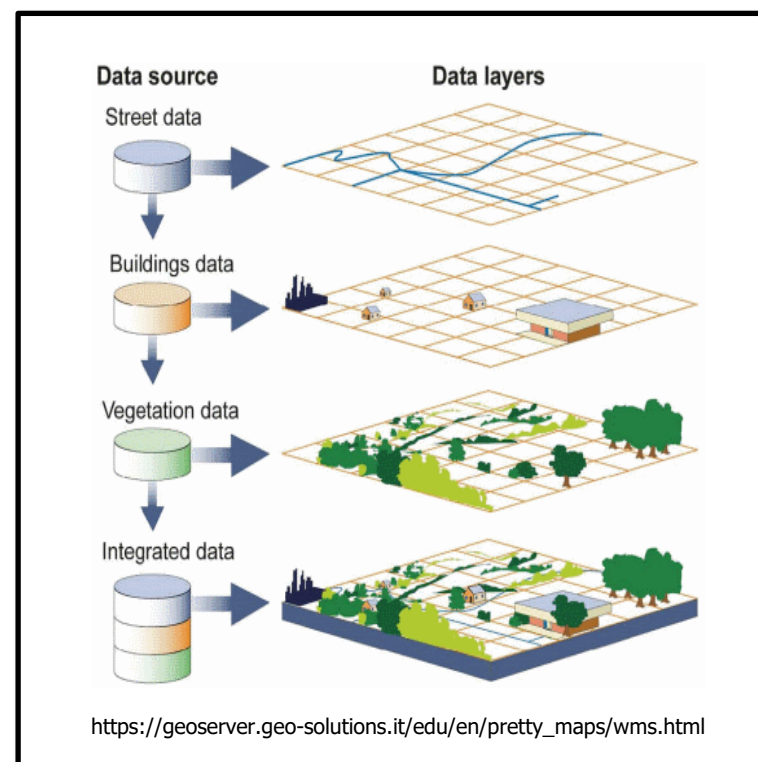 Data source Data layers
Street data
Buildings data
Vegetation data
Integrated data
https://geoserver.geo-solutions.it/edu/en/pretty_maps/wms.html